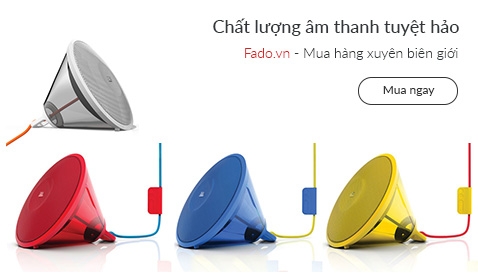 Chất lượng âm thanh tuyệt hảo
Fado.vn - Mua hàng xuyên biên giới
Mua ngay